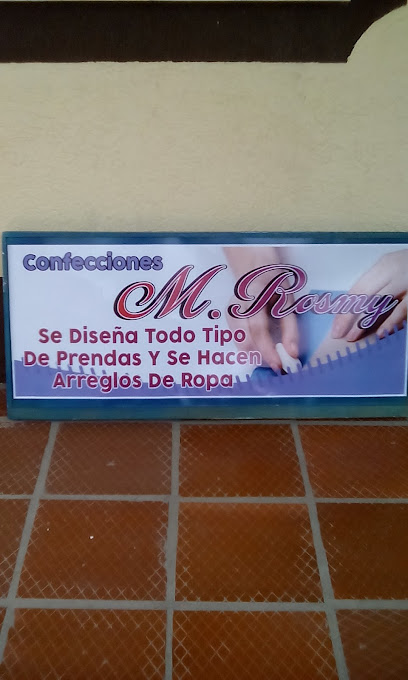 Confecciones
M. Rosmy
Se Diseña Todo Tipo
De Prendas Y Se Hacen
Arreglos De Ropa